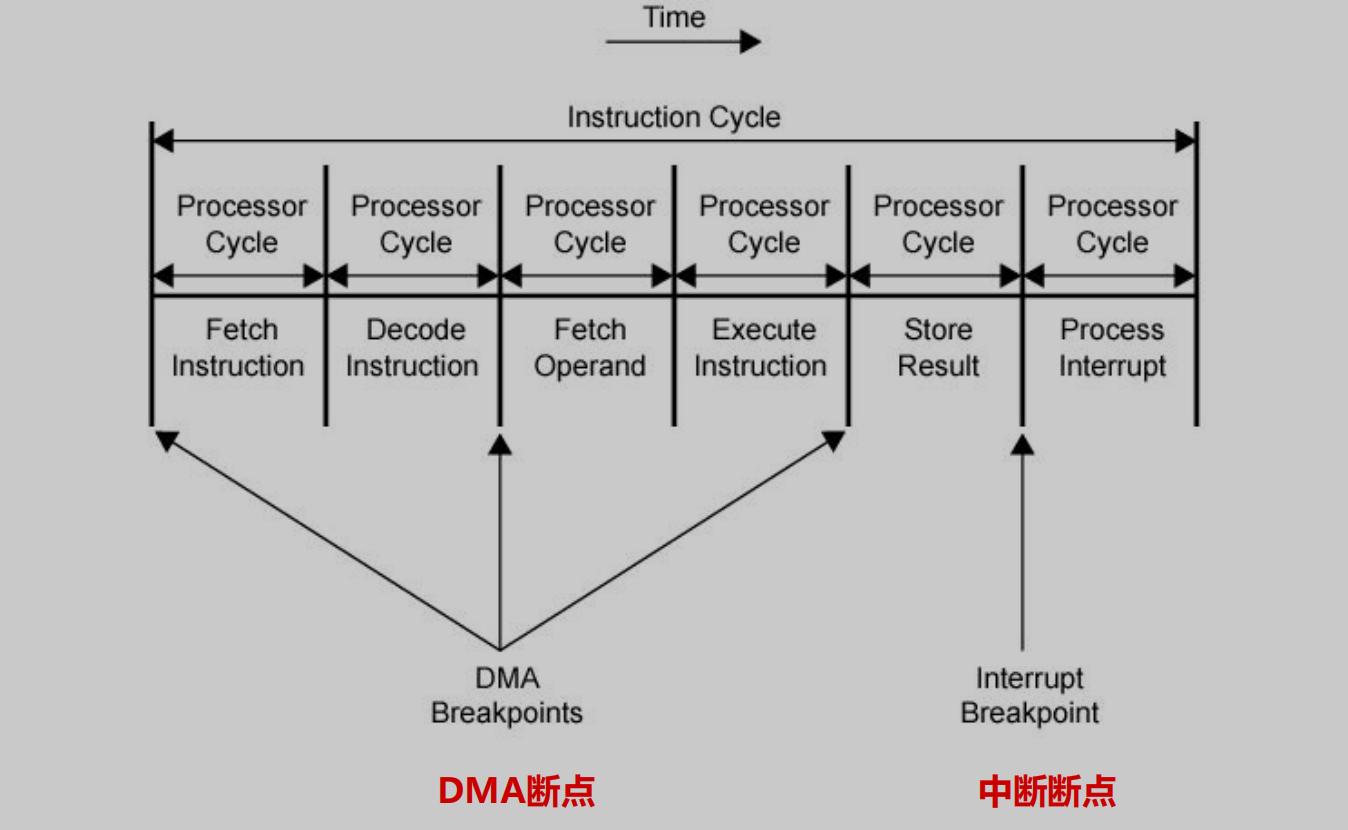 Time
Instruction Cycle
Processor Processor Processor Processor Processor Processor
Cycle Cycle Cycle Cycle Cycle Cycle
Fetch Decode Fetch Execute Store Process
Instruction Instruction Operand Instruction Result Interrupt
DMA Interrupt
Breakpoints Breakpoint
DMA断点 中断断点